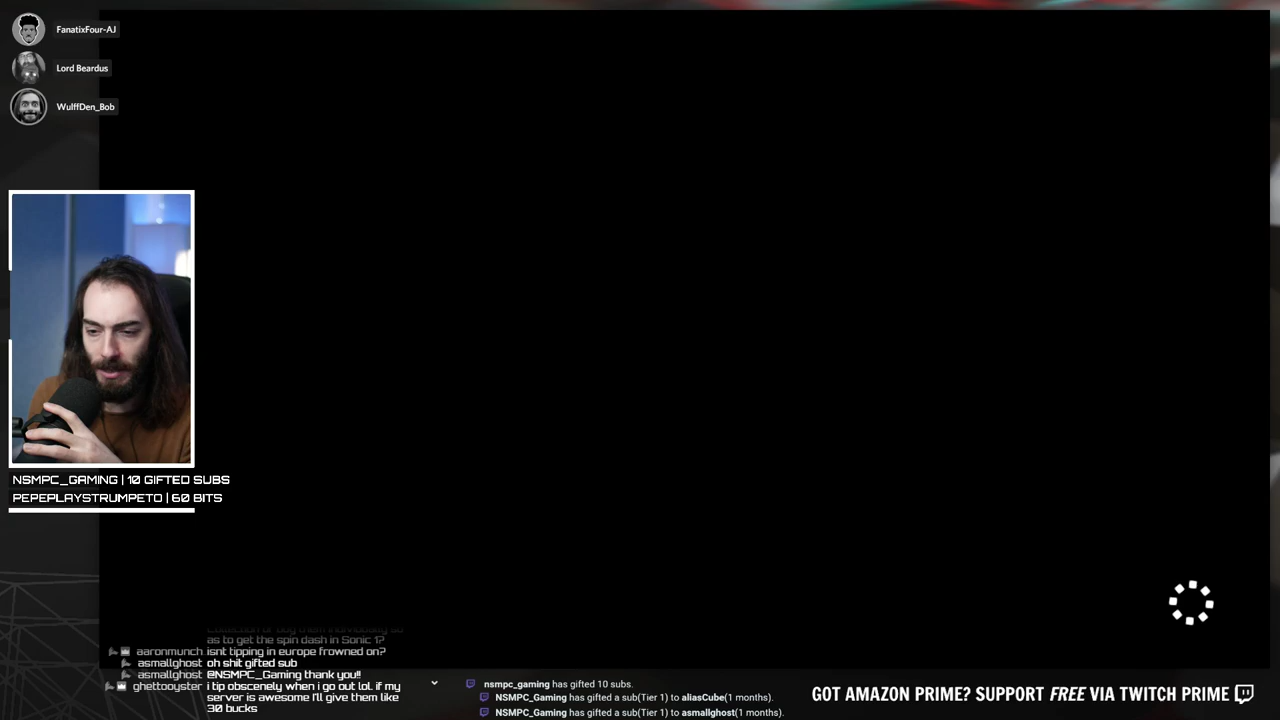 FanatixFour-AJ
Lord Beardus
WulffDen_Bob
NSMPC_GAMING | 10 GIFTED SUBS
PEPEPLAYSTRUMPETO | 60 BITS
as to get the spin dash in Sonic 1?
aaronmunch isnt tipping in europe frowned on?
asmallghost oh shit gifted sub
asmallghost @NSMPC_Gaming thank you!!
ghettooyster i tip obscenely when i go out lol. if my
server is awesome I'll give them like
30 bucks
nsmpc_gaming has gifted 10 subs.
NSMPC_Gaming has gifted a sub(Tier 1) to aliasCube(1 months).
NSMPC_Gaming has gifted a sub(Tier 1) to asmallghost(1 months).
GOT AMAZON PRIME? SUPPORT FREE VIA TWITCH PRIME